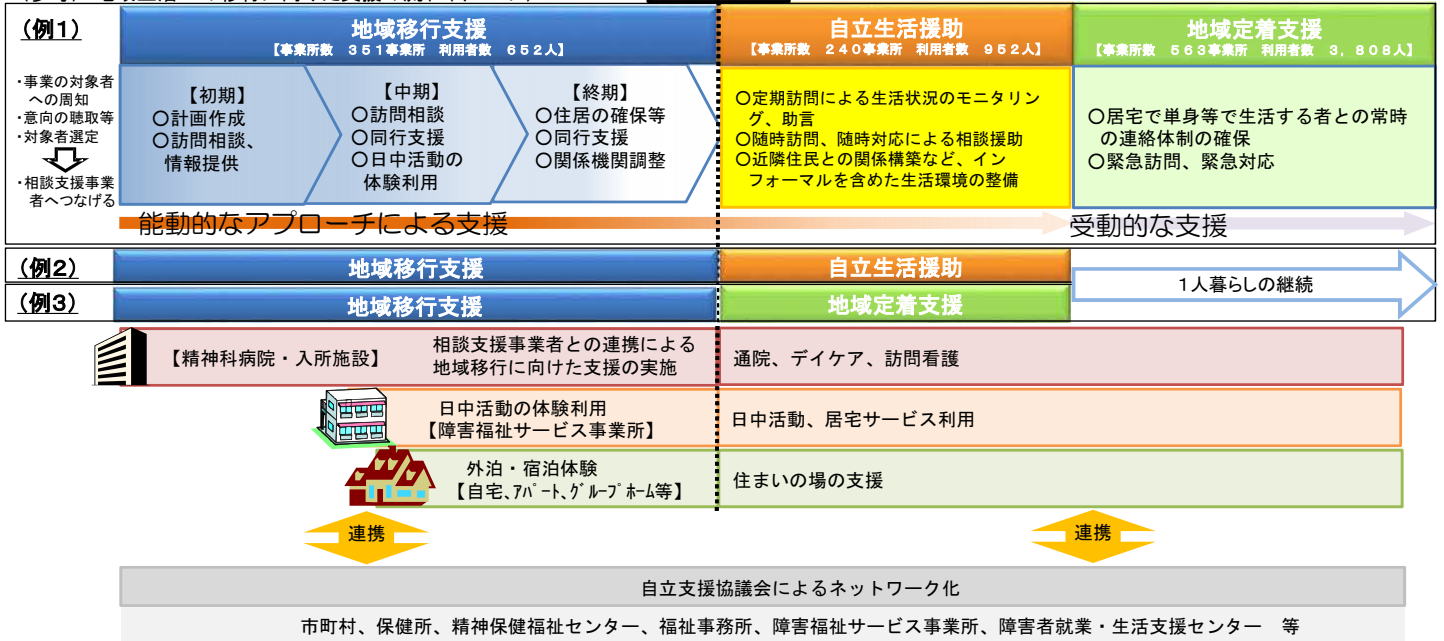 (例1)
地域移行支援
【事業所数 351事業所 利用者数 652人】
自立生活援助
【事業所数 240事業所 利用者数 952人】
地域定着支援
【事業所数 563事業所 利用者数 3,808人】
・事業の対象者
への周知
・意向の聴取等
・対象者選定
・相談支援事業
者へつなげる
【初期】
○計画作成
○訪問相談、
情報提供
【中期】
○訪問相談
○同行支援
○日中活動の
体験利用
【終期】
○住居の確保等
○同行支援
○関係機関調整
○定期訪問による生活状況のモニタリン
グ、助言
○随時訪問、随時対応による相談援助
○近隣住民との関係構築など、イン
フォーマルを含めた生活環境の整備
○居宅で単身等で生活する者との常時
の連絡体制の確保
○緊急訪問、緊急対応
能動的なアプローチによる支援
受動的な支援
(例2)
地域移行支援
自立生活援助
1人暮らしの継続
(例3)
地域移行支援
地域定着支援
【精神科病院・入所施設】
相談支援事業者との連携による
地域移行に向けた支援の実施
通院、デイケア、訪問看護
日中活動の体験利用
【障害福祉サービス事業所】
日中活動、居宅サービス利用
外泊・宿泊体験
【自宅、ｱﾊﾟｰﾄ、ｸﾞﾙｰﾌﾟﾎｰﾑ等】
住まいの場の支援
連携
連携
自立支援協議会によるネットワーク化
市町村、保健所、精神保健福祉センター、福祉事務所、障害福祉サービス事業所、障害者就業・生活支援センター 等